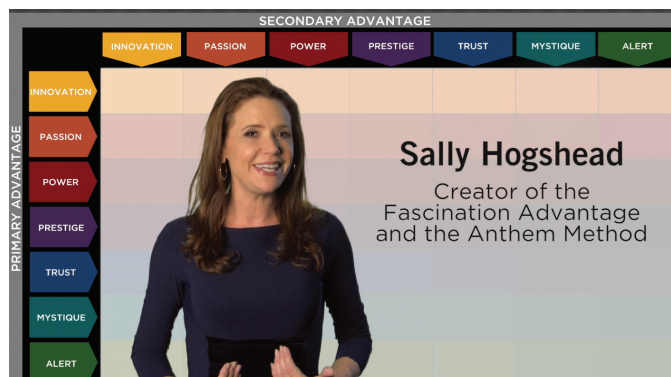 SECONDARY ADVANTAGE
INNOVATION PASSION POWER PRESTIGE TRUST MYSTIQUE ALERT
PRIMARY ADVANTAGE
INNOVATION
PASSION
POWER
PRESTIGE
TRUST
MYSTIQUE
ALERT
Sally Hogshead
Creator of the
Fascination Advantage
and the Anthem Method